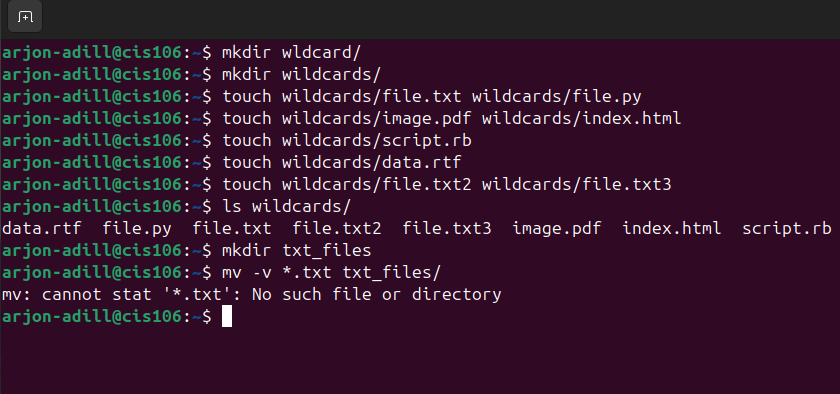 arjon-adill@cis106:~$ mkdir wldcard/
arjon-adill@cis106:~$ mkdir wildcards/
arjon-adill@cis106:~$ touch wildcards/file.txt wildcards/file.py
arjon-adill@cis106:~$ touch wildcards/image.pdf wildcards/index.html
arjon-adill@cis106:~$ touch wildcards/script.rb
arjon-adill@cis106:~$ touch wildcards/data.rtf
arjon-adill@cis106:~$ touch wildcards/file.txt2 wildcards/file.txt3
arjon-adill@cis106:~$ ls wildcards/
data.rtf  file.py  file.txt  file.txt2  file.txt3  image.pdf  index.html  script.rb
arjon-adill@cis106:~$ mkdir txt_files
arjon-adill@cis106:~$ mv -v *.txt txt_files/
mv: cannot stat '*.txt': No such file or directory
arjon-adill@cis106:~$